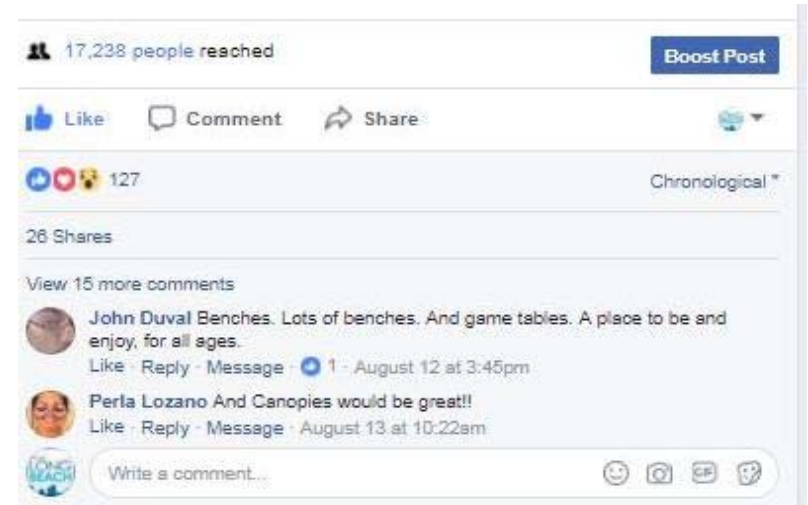 17,238 people reached
Boost Post
Like Comment Share
127
Chronological
26 Shares
View 15 more comments
John Duval Benches. Lots of benches. And game tables. A place to be and
enjoy, for all ages.
Like · Reply · Message · 1 · August 12 at 3:45pm
Perla Lozano And Canopies would be great!!
Like · Reply · Message · August 13 at 10:22am
LONG BEACH
Write a comment...
GIF